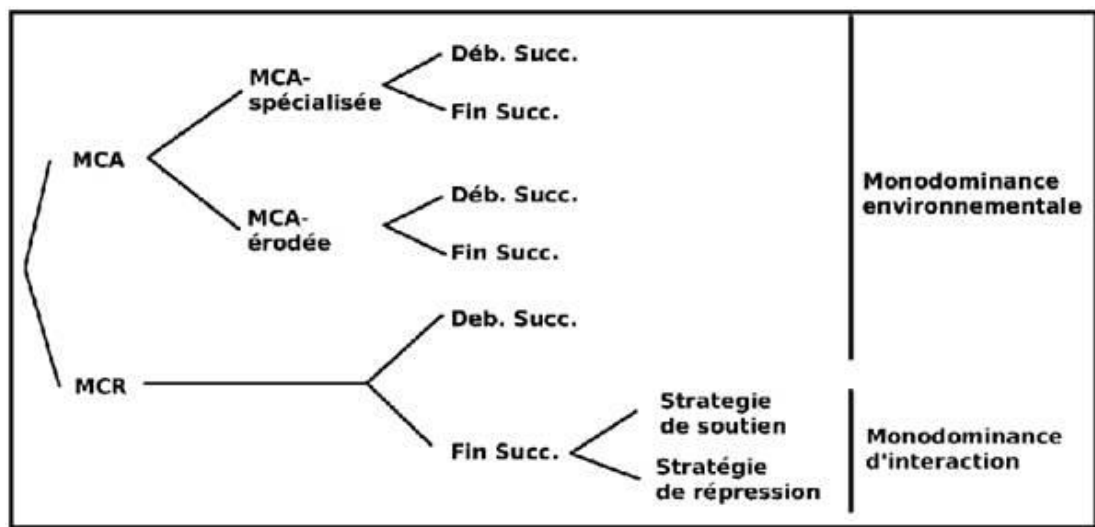 MCA
MCA-
spécialisée
Déb. Succ.
Fin Succ.
MCA-
érodée
Déb. Succ.
Fin Succ.
MCR
Deb. Succ.
Fin Succ.
Strategie
de soutien
Stratégie
de répression
Monodominance
environnementale
Monodominance
d'interaction